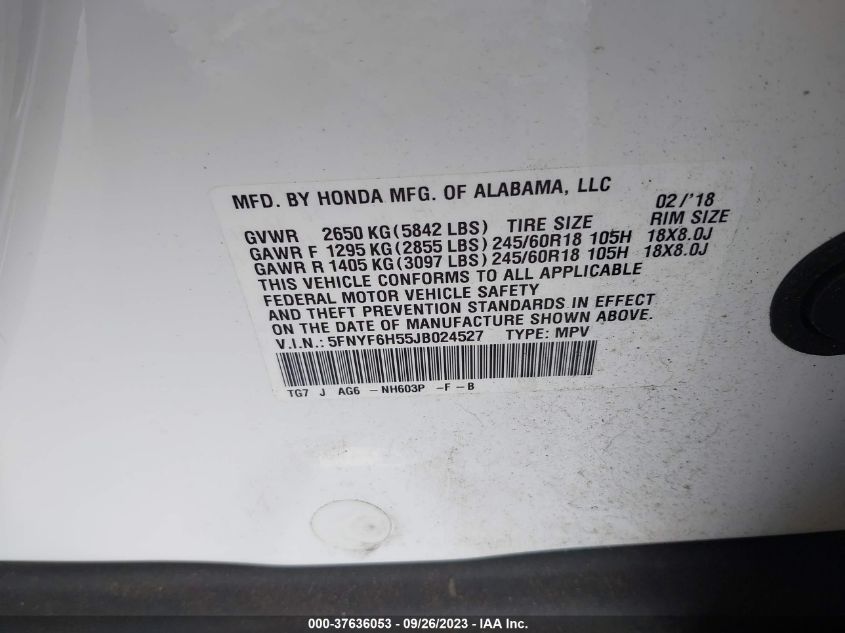 MFD. BY HONDA MFG. OF ALABAMA, LLC 02/'18
GVWR 2650 KG(5842 LBS) TIRE SIZE RIM SIZE
GAWR F 1295 KG(2855 LBS) 245/60R18 105H 18X8.0J
GAWR R 1405 KG(3097 LBS) 245/60R18 105H 18X8.0J
THIS VEHICLE CONFORMS TO ALL APPLICABLE
FEDERAL MOTOR VEHICLE SAFETY
AND THEFT PREVENTION STANDARDS IN EFFECT
ON THE DATE OF MANUFACTURE SHOWN ABOVE.
V.I.N.: 5FNYF6H55JB024527 TYPE: MPV
TG7 J AG6 - NH603P -F-B
000-37636053 - 09/26/2023 - IAA Inc.